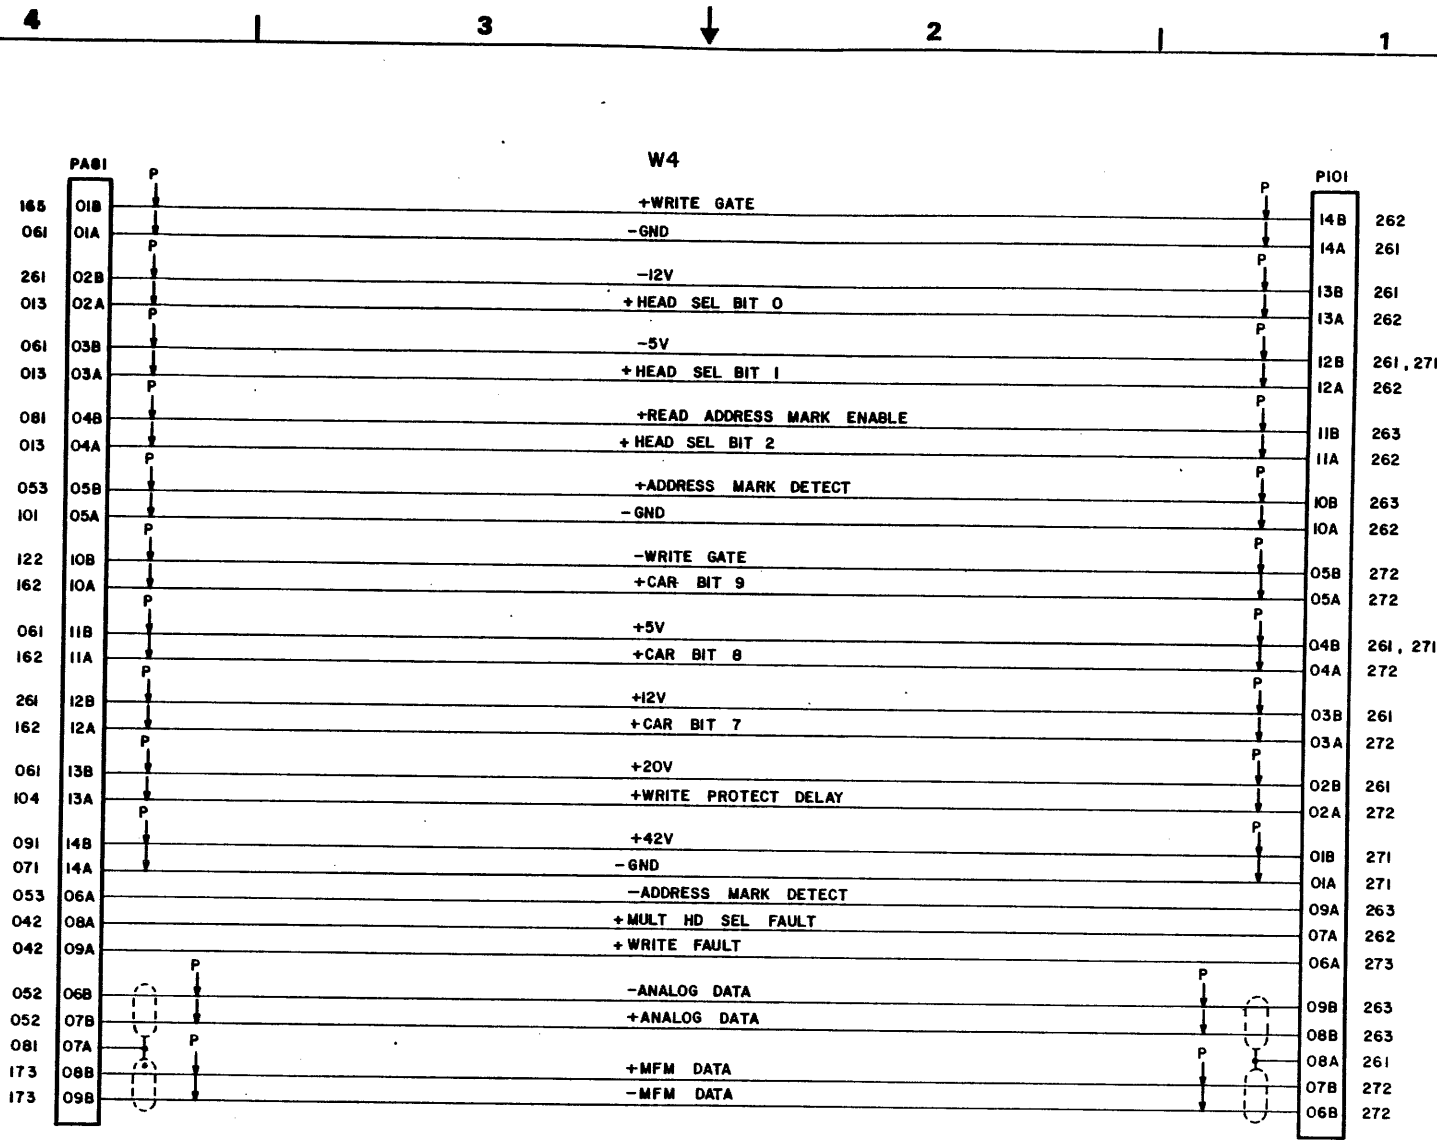 4 3 2 1
W4
PA81 P101
P P
165 01B +WRITE GATE 14B 262
061 01A -GND 14A 261
P P
261 02B -12V 13B 261
013 02A +HEAD SEL BIT 0 13A 262
P P
061 03B -5V 12B 261, 271
013 03A +HEAD SEL BIT 1 12A 262
P P
081 04B +READ ADDRESS MARK ENABLE 11B 263
013 04A +HEAD SEL BIT 2 11A 262
P P
053 05B +ADDRESS MARK DETECT 10B 263
101 05A -GND 10A 262
P P
122 10B -WRITE GATE 05B 272
162 10A +CAR BIT 9 05A 272
P P
061 11B +5V 04B 261, 271
162 11A +CAR BIT 8 04A 272
P P
261 12B +12V 03B 261
162 12A +CAR BIT 7 03A 272
P P
061 13B +20V 02B 261
104 13A +WRITE PROTECT DELAY 02A 272
P P
091 14B +42V 01B 271
071 14A -GND 01A 271
053 06A -ADDRESS MARK DETECT 09A 263
042 08A +MULT HD SEL FAULT 07A 262
042 09A +WRITE FAULT 06A 273
P P
052 06B -ANALOG DATA 09B 263
052 07B +ANALOG DATA 08B 263
081 07A 08A 261
P P
173 08B +MFM DATA 07B 272
173 09B -MFM DATA 06B 272